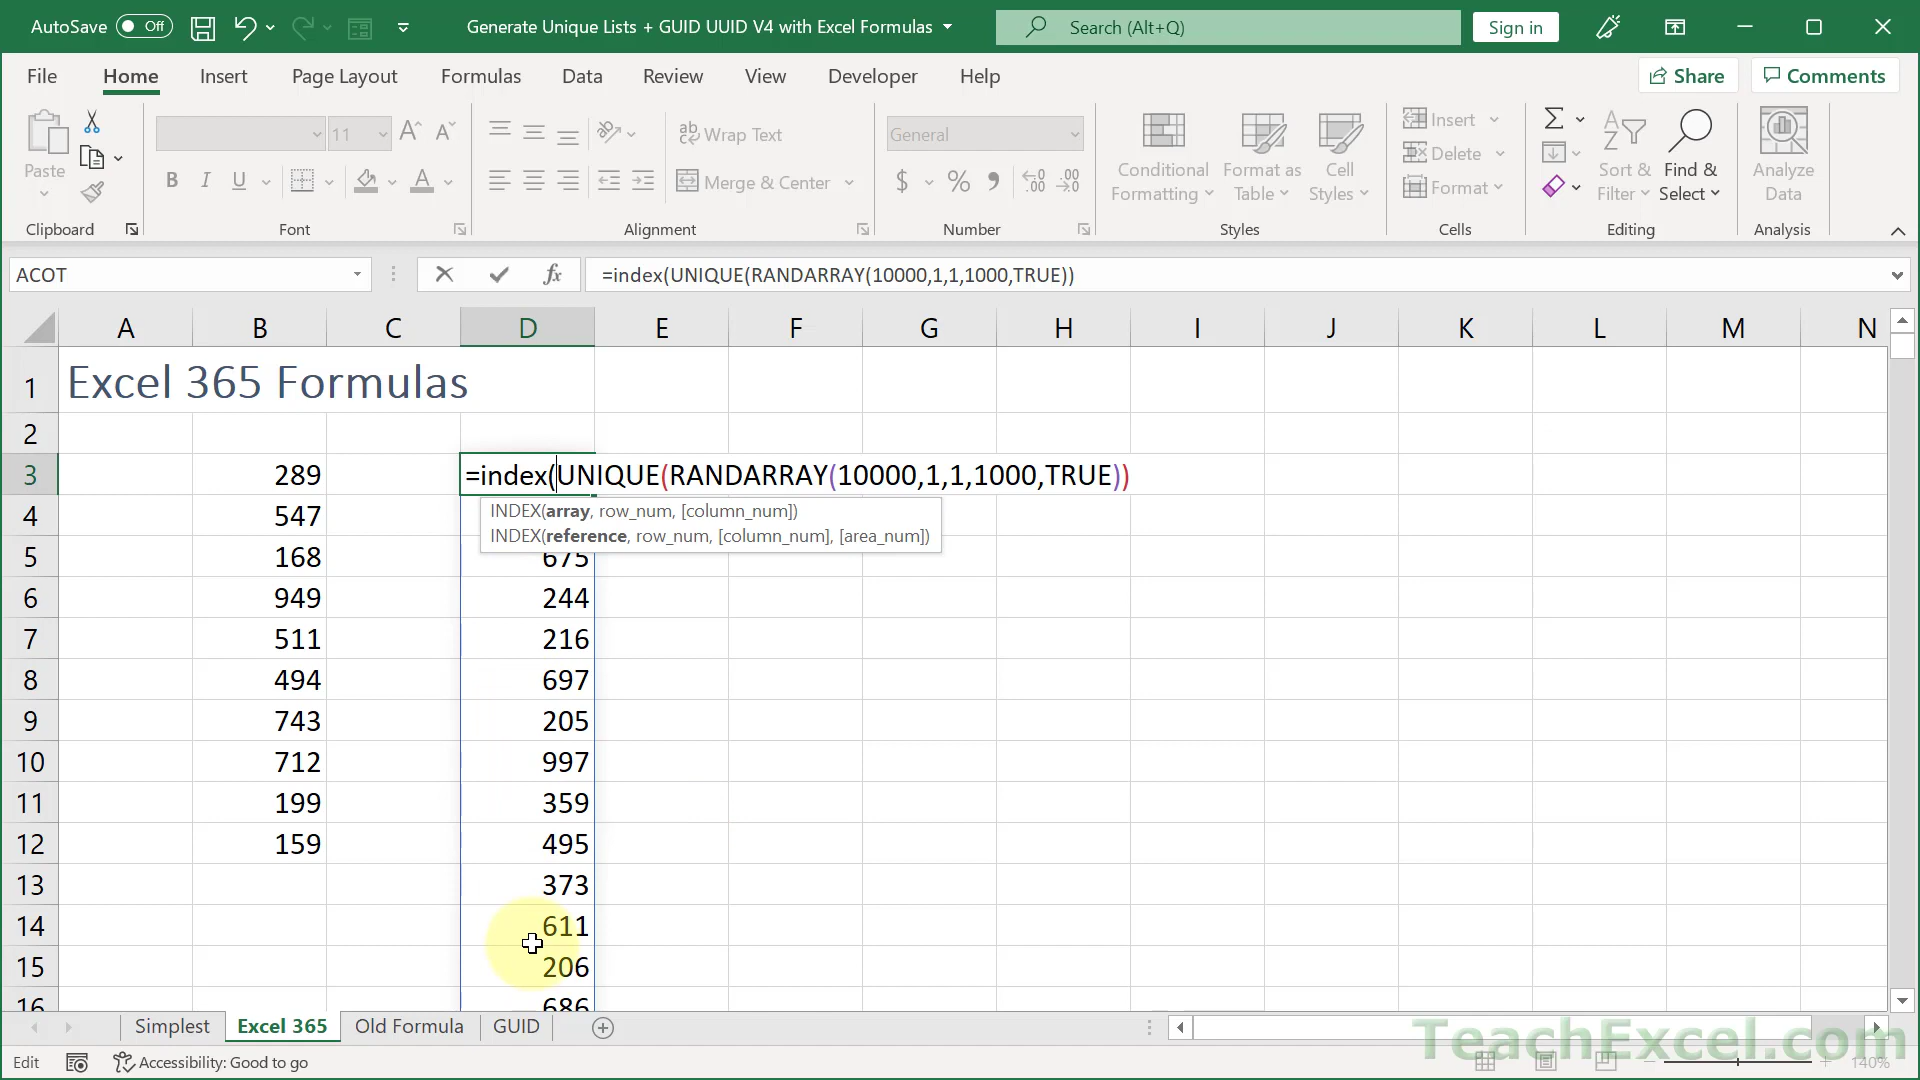 AutoSave Off Generate Unique Lists + GUID UUID V4 with Excel Formulas Search (Alt+Q) Sign in
File Home Insert Page Layout Formulas Data Review View Developer Help Share Comments
Paste
Clipboard
11
B I U
Font
Wrap Text
Merge & Center
Alignment
General
$ % 9
Number
Conditional Formatting
Format as Table
Cell Styles
Styles
Insert
Delete
Format
Cells
Sort & Filter
Find & Select
Editing
Analyze Data
Analysis
ACOT fx =index(UNIQUE(RANDARRAY(10000,1,1,1000,TRUE))
A B C D E F G H I J K L M N
1 Excel 365 Formulas
2
3 289 =index(UNIQUE(RANDARRAY(10000,1,1,1000,TRUE))
INDEX(array, row_num, [column_num])
4 547
INDEX(reference, row_num, [column_num], [area_num])
5 168 675
6 949 244
7 511 216
8 494 697
9 743 205
10 712 997
11 199 359
12 159 495
13 373
14 611
15 206
16 686
Simplest Excel 365 Old Formula GUID
TeachExcel.com
Edit Accessibility: Good to go 140%